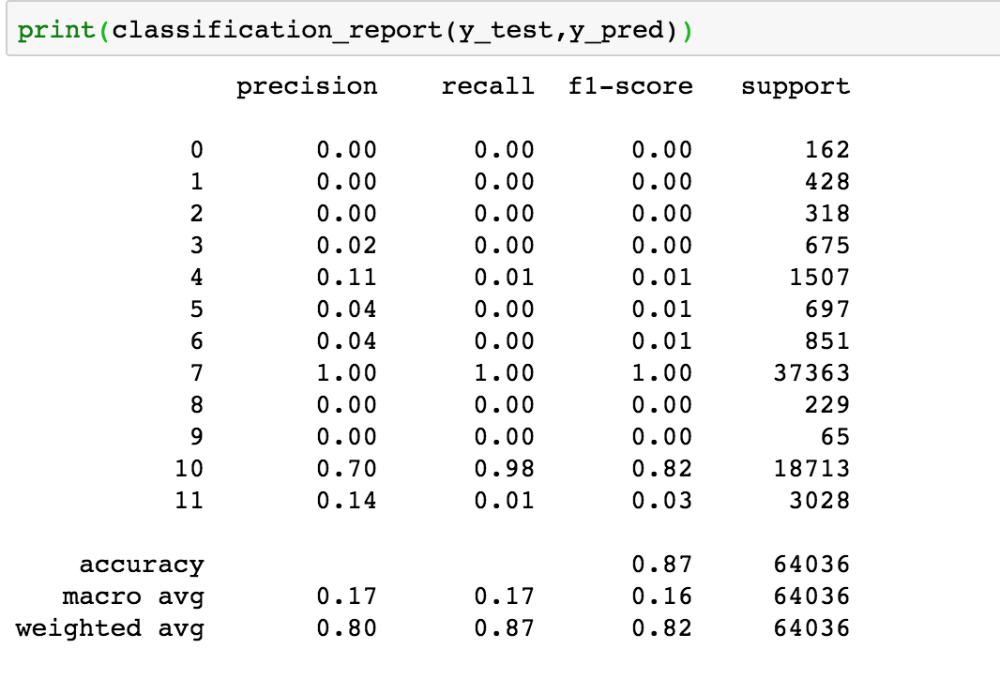 print(classification_report(y_test,y_pred))
precision recall f1-score support
0 0.00 0.00 0.00 162
1 0.00 0.00 0.00 428
2 0.00 0.00 0.00 318
3 0.02 0.00 0.00 675
4 0.11 0.01 0.01 1507
5 0.04 0.00 0.01 697
6 0.04 0.00 0.01 851
7 1.00 1.00 1.00 37363
8 0.00 0.00 0.00 229
9 0.00 0.00 0.00 65
10 0.70 0.98 0.82 18713
11 0.14 0.01 0.03 3028
accuracy 0.87 64036
macro avg 0.17 0.17 0.16 64036
weighted avg 0.80 0.87 0.82 64036